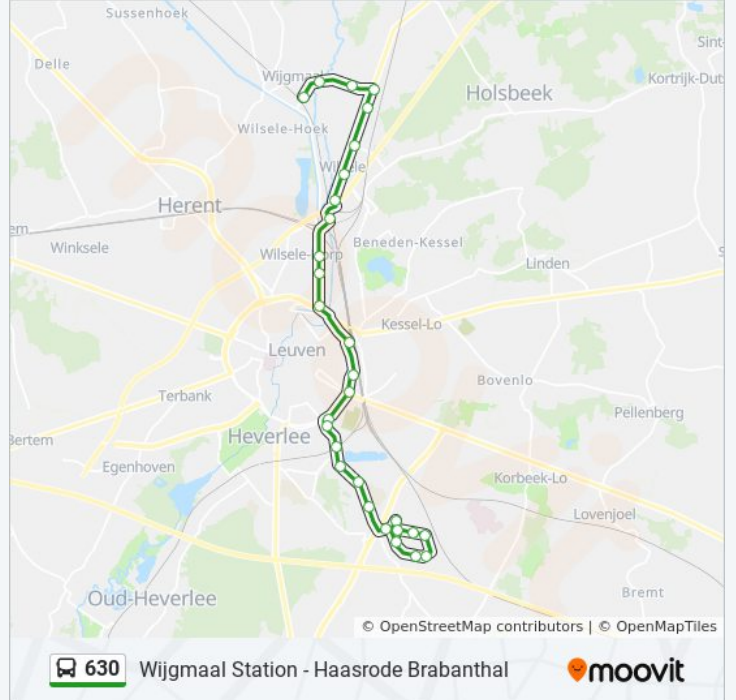 Sussenhoek
Delle
Wijgmaal
Sint-
Kortrijk-Dut
Holsbeek
Wilsele-Hoek
Wilsele
Herent
em
Winksele
Wilsele-Dorp
Beneden-Kessel
Linden
S
Kessel-Lo
Leuven
Bovenlo
Terbank
Pellenberg
Bertem
Heverlee
Egenhoven
Korbeek-Lo
Lovenjoel
Oud-Heverlee
Bremt
© OpenStreetMap contributors | © OpenMapTiles
630 Wijgmaal Station - Haasrode Brabanthal moovit